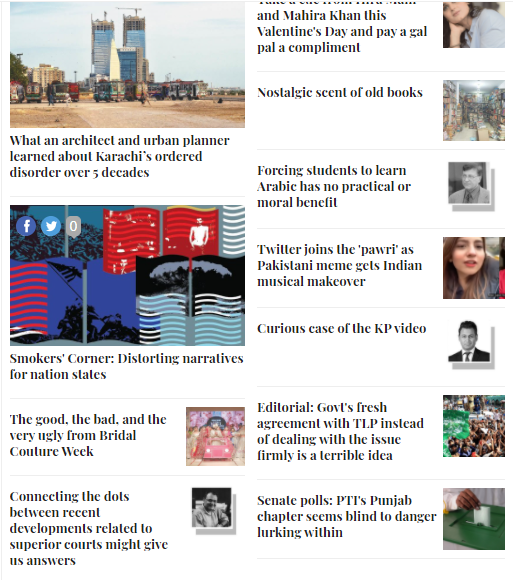 What an architect and urban planner
learned about Karachi's ordered
disorder over 5 decades
0
Smokers' Corner: Distorting narratives
for nation states
The good, the bad, and the
very ugly from Bridal
Couture Week
Connecting the dots
between recent
developments related to
superior courts might give
us answers
and Mahira Khan this
Valentine's Day and pay a gal
pal a compliment
Nostalgic scent of old books
Forcing students to learn
Arabic has no practical or
moral benefit
Twitter joins the 'pawri' as
Pakistani meme gets Indian
musical makeover
Curious case of the KP video
Editorial: Govt's fresh
agreement with TLP instead
of dealing with the issue
firmly is a terrible idea
Senate polls: PTI's Punjab
chapter seems blind to danger
lurking within